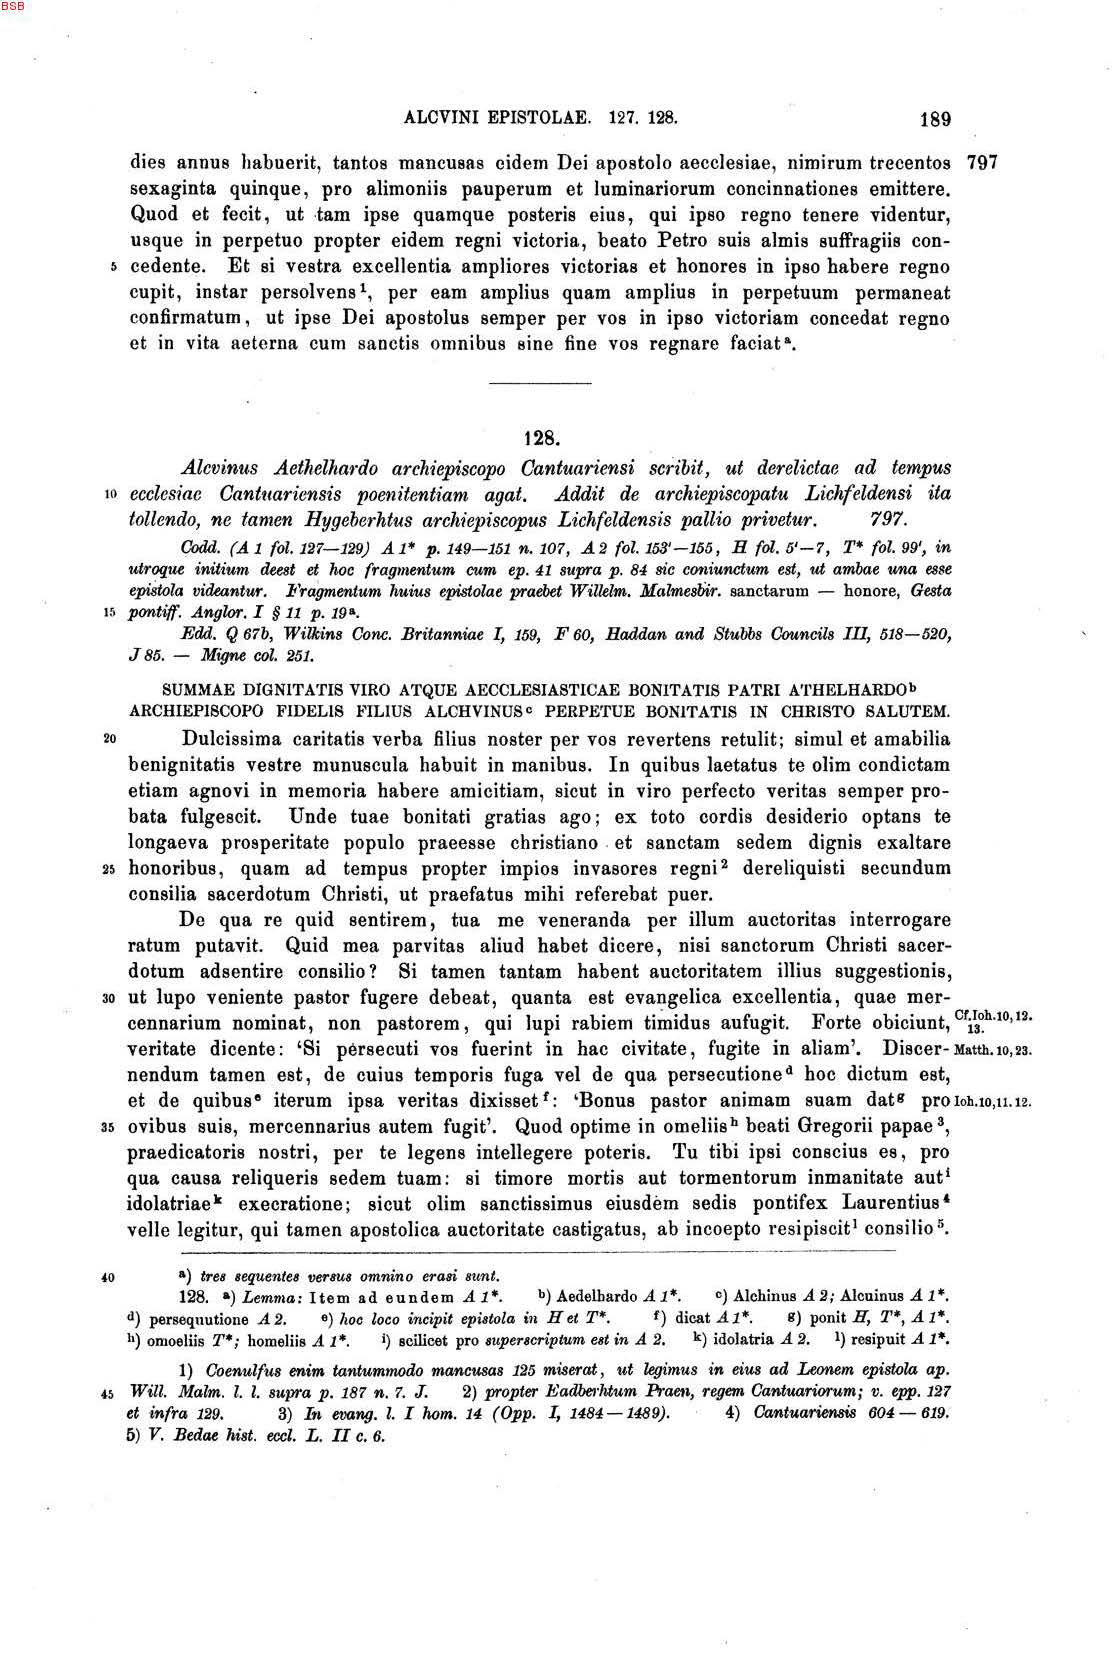 BSB
ALCVINI EPISTOLAE. 127. 128. 189
dies annus habuerit, tantos mancusas eidem Dei apostolo aecclesiae, nimirum trecentos 797
sexaginta quinque, pro alimoniis pauperum et luminariorum concinnationes emittere.
Quod et fecit, ut tam ipse quamque posteris eius, qui ipso regno tenere videntur,
usque in perpetuo propter eidem regni victoria, beato Petro suis almis suffragiis con-
5 cedente. Et si vestra excellentia ampliores victorias et honores in ipso habere regno
cupit, instar persolvens¹, per eam amplius quam amplius in perpetuum permaneat
confirmatum, ut ipse Dei apostolus semper per vos in ipso victoriam concedat regno
et in vita aeterna cum sanctis omnibus sine fine vos regnare faciatᵃ.
128.
Alcvinus Aethelhardo archiepiscopo Cantuariensi scribit, ut derelictae ad tempus
10 ecclesiae Cantuariensis poenitentiam agat. Addit de archiepiscopatu Lichfeldensi ita
tollendo, ne tamen Hygeberhtus archiepiscopus Lichfeldensis pallio privetur. 797.
Codd. (A 1 fol. 127—129) A 1* p. 149—151 n. 107, A 2 fol. 153'—155, H fol. 5'—7, T* fol. 99', in
utroque initium deest et hoc fragmentum cum ep. 41 supra p. 84 sic coniunctum est, ut ambae una esse
epistola videantur. Fragmentum huius epistolae praebet Willelm. Malmesbir. sanctarum — honore, Gesta
15 pontiff. Anglor. I § 11 p. 19ᵃ.
Edd. Q 67b, Wilkins Conc. Britanniae I, 159, F 60, Haddan and Stubbs Councils III, 518—520,
J 85. — Migne col. 251.
SUMMAE DIGNITATIS VIRO ATQUE AECCLESIASTICAE BONITATIS PATRI ATHELHARDOᵇ
ARCHIEPISCOPO FIDELIS FILIUS ALCHVINUSᶜ PERPETUE BONITATIS IN CHRISTO SALUTEM.
20 Dulcissima caritatis verba filius noster per vos revertens retulit; simul et amabilia
benignitatis vestre munuscula habuit in manibus. In quibus laetatus te olim condictam
etiam agnovi in memoria habere amicitiam, sicut in viro perfecto veritas semper pro-
bata fulgescit. Unde tuae bonitati gratias ago; ex toto cordis desiderio optans te
longaeva prosperitate populo praeesse christiano et sanctam sedem dignis exaltare
25 honoribus, quam ad tempus propter impios invasores regni² dereliquisti secundum
consilia sacerdotum Christi, ut praefatus mihi referebat puer.
De qua re quid sentirem, tua me veneranda per illum auctoritas interrogare
ratum putavit. Quid mea parvitas aliud habet dicere, nisi sanctorum Christi sacer-
dotum adsentire consilio? Si tamen tantam habent auctoritatem illius suggestionis,
30 ut lupo veniente pastor fugere debeat, quanta est evangelica excellentia, quae mer-
cennarium nominat, non pastorem, qui lupi rabiem timidus aufugit. Forte obiciunt, Cf. Ioh. 10, 12. 13.
veritate dicente: ‘Si persecuti vos fuerint in hac civitate, fugite in aliam’. Discer- Matth. 10, 23.
nendum tamen est, de cuius temporis fuga vel de qua persecutioneᵈ hoc dictum est,
et de quibusᵉ iterum ipsa veritas dixissetᶠ: ‘Bonus pastor animam suam datᵍ pro Ioh. 10, 11. 12.
35 ovibus suis, mercennarius autem fugit’. Quod optime in omeliisʰ beati Gregorii papae³,
praedicatoris nostri, per te legens intellegere poteris. Tu tibi ipsi conscius es, pro
qua causa reliqueris sedem tuam: si timore mortis aut tormentorum inmanitate autⁱ
idolatriaeᵏ execratione; sicut olim sanctissimus eiusdem sedis pontifex Laurentius⁴
velle legitur, qui tamen apostolica auctoritate castigatus, ab incoepto resipiscitˡ consilio⁵.
40 ᵃ) tres sequentes versus omnino erasi sunt.
128. ᵃ) Lemma: Item ad eundem A 1*. ᵇ) Aedelhardo A 1*. ᶜ) Alchinus A 2; Alcuinus A 1*.
ᵈ) persequutione A 2. ᵉ) hoc loco incipit epistola in H et T*. ᶠ) dicat A 1*. ᵍ) ponit H, T*, A 1*.
ʰ) omoeliis T*; homeliis A 1*. ⁱ) scilicet pro superscriptum est in A 2. ᵏ) idolatria A 2. ˡ) resipuit A 1*.
1) Coenulfus enim tantummodo mancusas 125 miserat, ut legimus in eius ad Leonem epistola ap.
45 Will. Malm. l. l. supra p. 187 n. 7. J. 2) propter Eadberhtum Praen, regem Cantuariorum; v. epp. 127
et infra 129. 3) In evang. l. I hom. 14 (Opp. I, 1484—1489). 4) Cantuariensis 604—619.
5) V. Bedae hist. eccl. L. II c. 6.